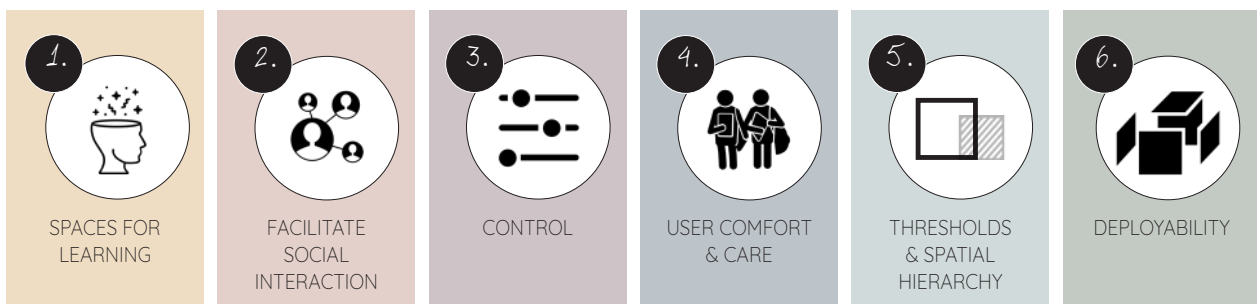 1.
SPACES FOR
LEARNING
2.
FACILITATE
SOCIAL
INTERACTION
3.
CONTROL
4.
USER COMFORT
& CARE
5.
THRESHOLDS
& SPATIAL
HIERARCHY
6.
DEPLOYABILITY